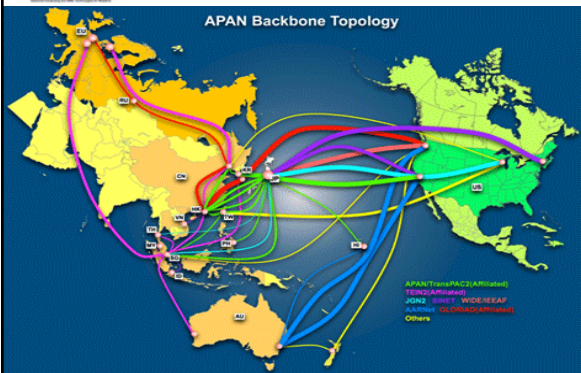 APAN Backbone Topology
EU
RU
CN
KR
JP
HK
TW
VN
TH
MY
PH
SG
ID
HI
US
AU
APAN/TransPAC2(Affiliated)
TEIN2(Affiliated)
JGN2 SINET WIDE/IEEAF
AARNet GLORIAD(Affiliated)
Others